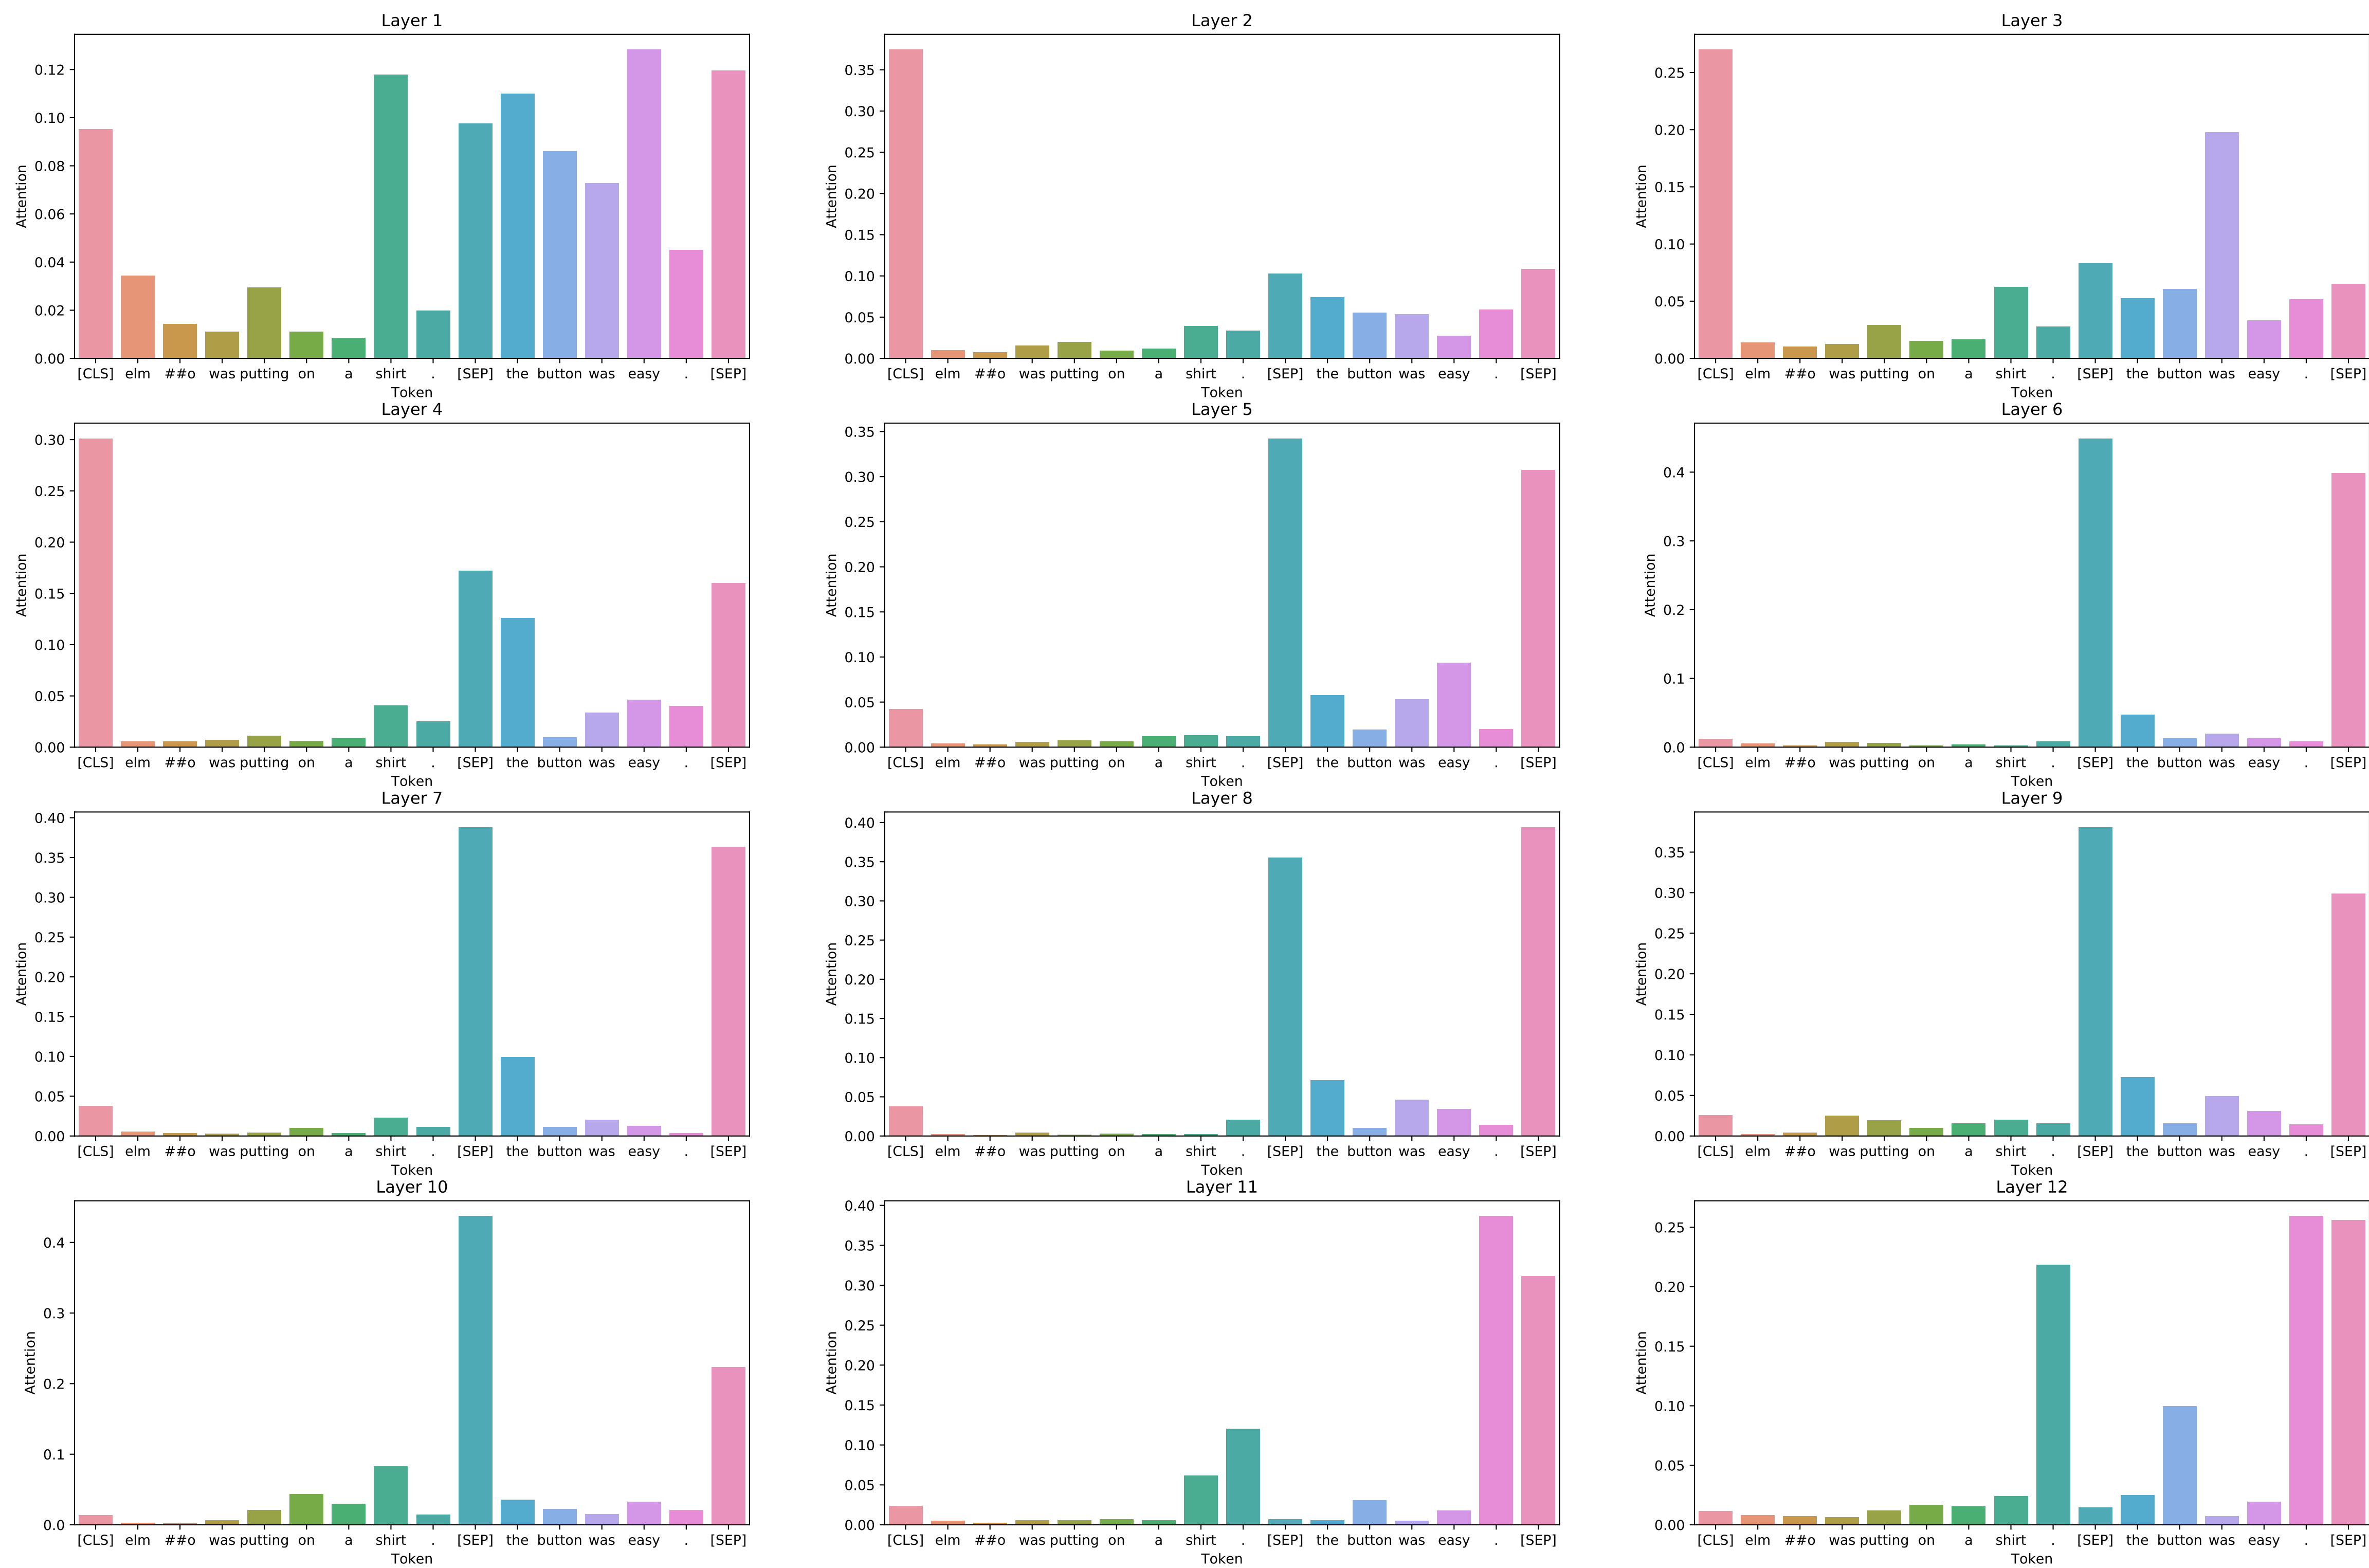 Layer 1
0.12
0.10
0.08
0.06
0.04
0.02
0.00
Attention
[CLS] elm ##o was putting on a shirt . [SEP] the button was easy . [SEP]
Token
Layer 2
0.35
0.30
0.25
0.20
0.15
0.10
0.05
0.00
Attention
[CLS] elm ##o was putting on a shirt . [SEP] the button was easy . [SEP]
Token
Layer 3
0.25
0.20
0.15
0.10
0.05
0.00
Attention
[CLS] elm ##o was putting on a shirt . [SEP] the button was easy . [SEP]
Token
Layer 4
0.30
0.25
0.20
0.15
0.10
0.05
0.00
Attention
[CLS] elm ##o was putting on a shirt . [SEP] the button was easy . [SEP]
Token
Layer 5
0.35
0.30
0.25
0.20
0.15
0.10
0.05
0.00
Attention
[CLS] elm ##o was putting on a shirt . [SEP] the button was easy . [SEP]
Token
Layer 6
0.4
0.3
0.2
0.1
0.0
Attention
[CLS] elm ##o was putting on a shirt . [SEP] the button was easy . [SEP]
Token
Layer 7
0.40
0.35
0.30
0.25
0.20
0.15
0.10
0.05
0.00
Attention
[CLS] elm ##o was putting on a shirt . [SEP] the button was easy . [SEP]
Token
Layer 8
0.40
0.35
0.30
0.25
0.20
0.15
0.10
0.05
0.00
Attention
[CLS] elm ##o was putting on a shirt . [SEP] the button was easy . [SEP]
Token
Layer 9
0.35
0.30
0.25
0.20
0.15
0.10
0.05
0.00
Attention
[CLS] elm ##o was putting on a shirt . [SEP] the button was easy . [SEP]
Token
Layer 10
0.4
0.3
0.2
0.1
0.0
Attention
[CLS] elm ##o was putting on a shirt . [SEP] the button was easy . [SEP]
Token
Layer 11
0.40
0.35
0.30
0.25
0.20
0.15
0.10
0.05
0.00
Attention
[CLS] elm ##o was putting on a shirt . [SEP] the button was easy . [SEP]
Token
Layer 12
0.25
0.20
0.15
0.10
0.05
0.00
Attention
[CLS] elm ##o was putting on a shirt . [SEP] the button was easy . [SEP]
Token